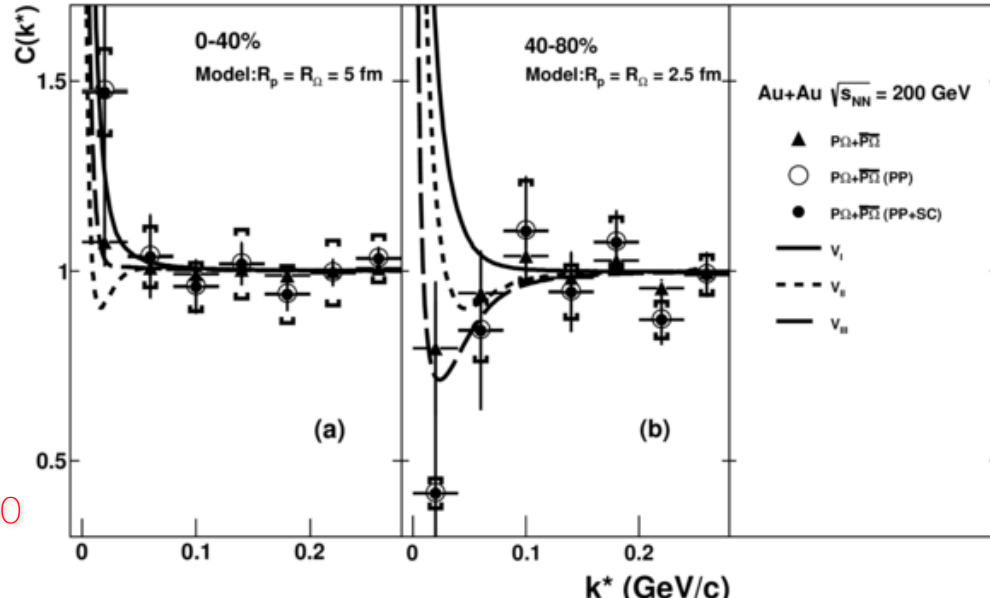 C(k*)
1.5
1
0.5
0
0-40%
Model:Rp = RΩ = 5 fm
(a)
0 0.1 0.2
40-80%
Model:Rp = RΩ = 2.5 fm
(b)
0 0.1 0.2
k* (GeV/c)
Au+Au √sNN = 200 GeV
PΩ+P̅Ω̅
PΩ+P̅Ω̅ (PP)
PΩ+P̅Ω̅ (PP+SC)
VI
VII
VIII